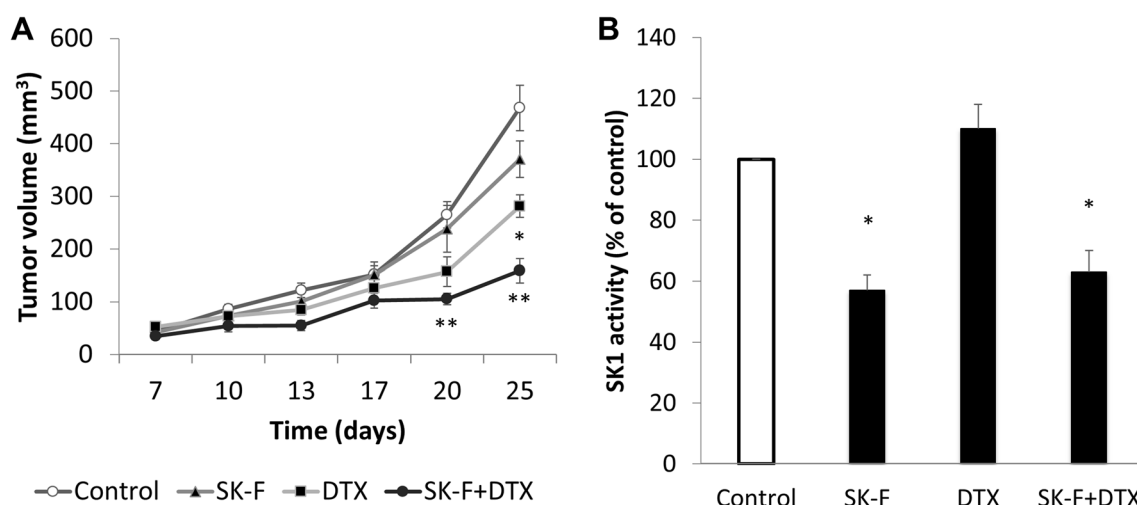 A
Tumor volume (mm³)
600
500
400
300
200
100
0
*
**
**
7 10 13 17 20 25
Time (days)
Control SK-F DTX SK-F+DTX
B
SK1 activity (% of control)
140
120
100
80
60
40
20
0
*
*
Control SK-F DTX SK-F+DTX